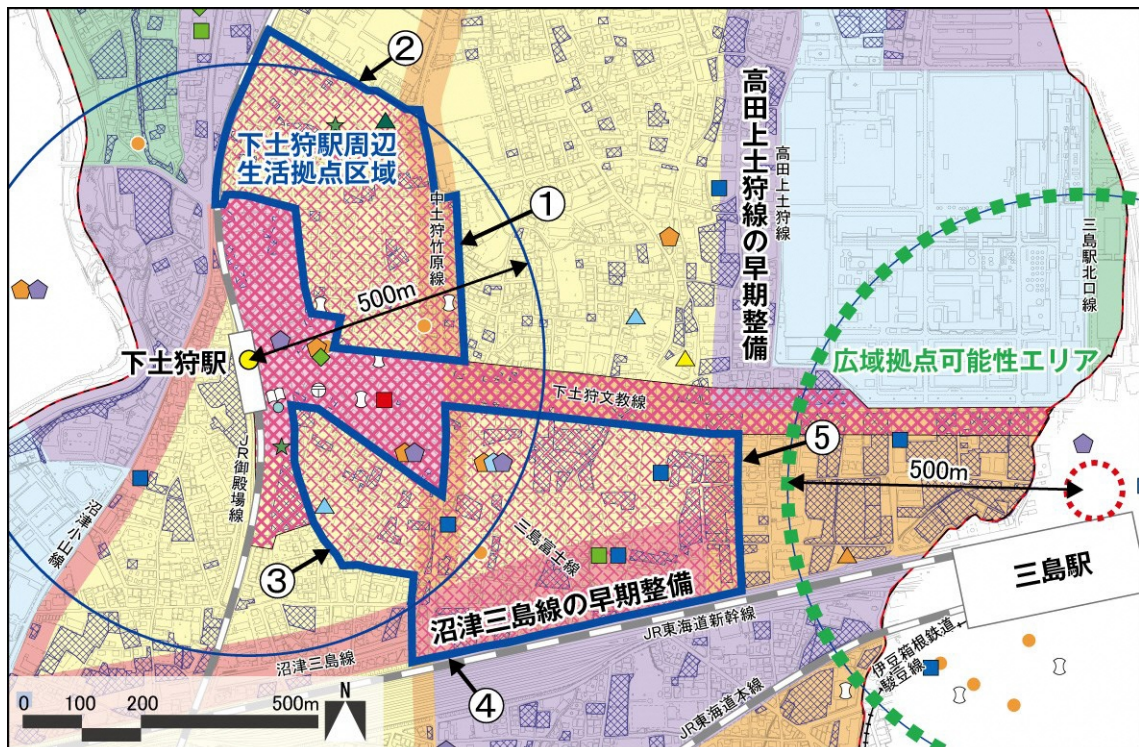 ②
下土狩駅周辺
生活拠点区域
①
中土狩竹原線
500m
高田上土狩線の早期整備
高田上土狩線
三島駅北口線
広域拠点可能性エリア
下土狩駅
下土狩文教線
⑤
500m
JR御殿場線
沼津小山線
三島富士線
③
沼津三島線の早期整備
三島駅
JR東海道新幹線
沼津三島線
④
伊豆箱根鉄道
駿豆線
JR東海道本線
0 100 200 500m
N